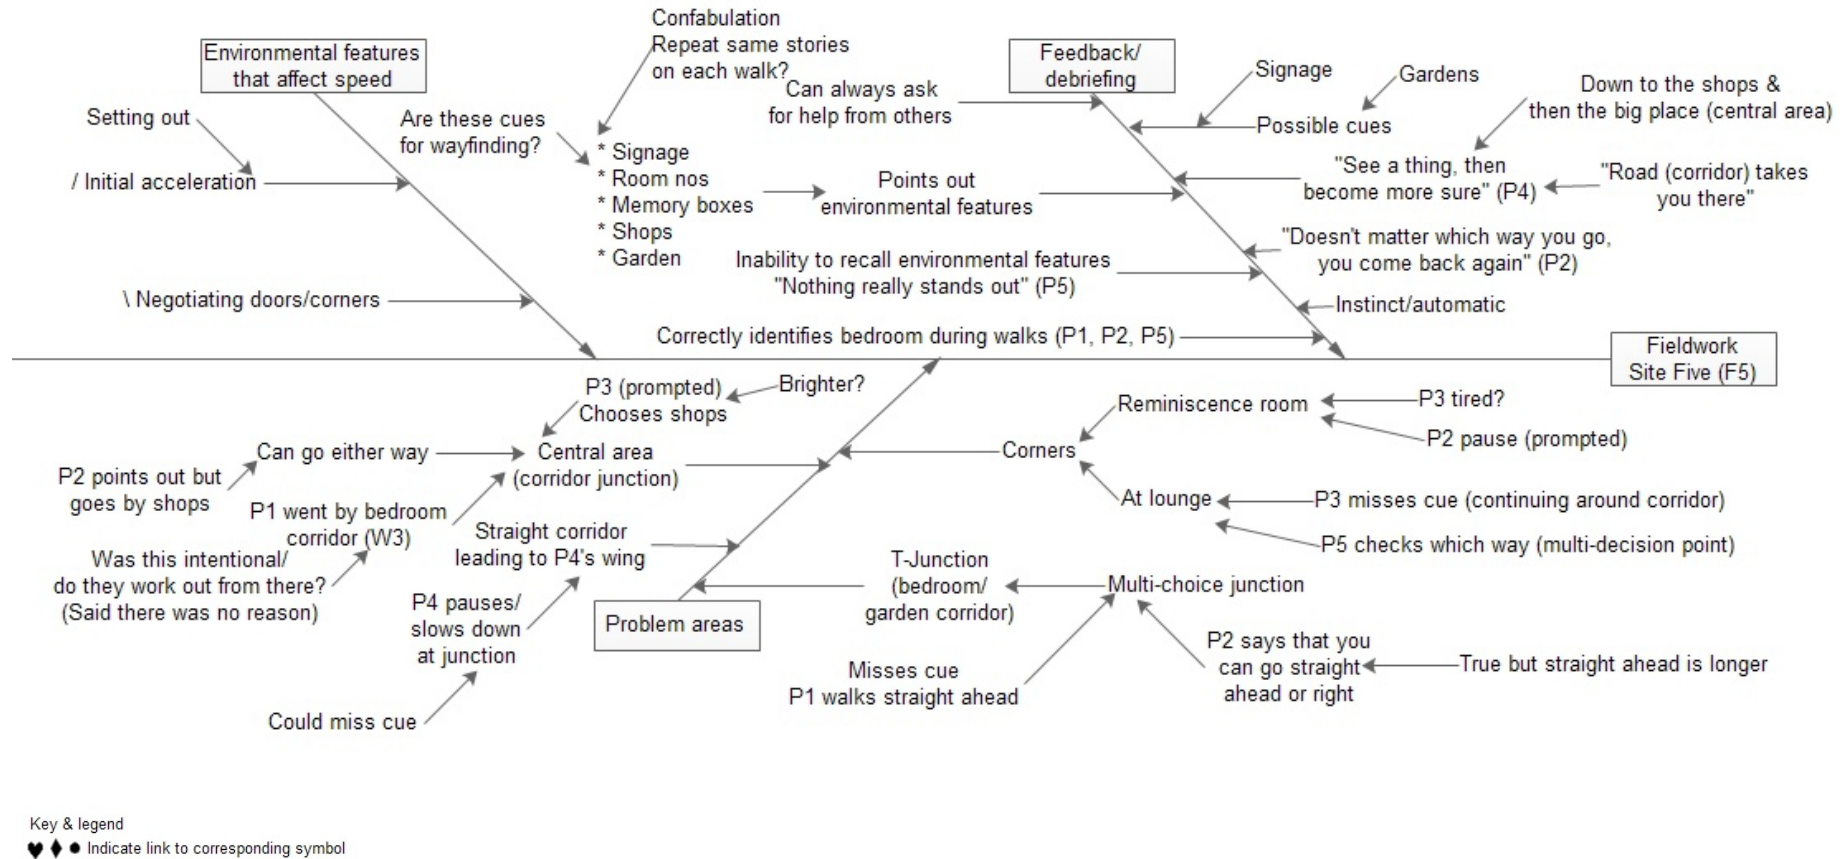 Environmental features
that affect speed
Setting out
/ Initial acceleration
\ Negotiating doors/corners
Confabulation
Repeat same stories
on each walk?
Are these cues
for wayfinding?
* Signage
* Room nos
* Memory boxes
* Shops
* Garden
Feedback/
debriefing
Can always ask
for help from others
Points out
environmental features
Inability to recall environmental features
"Nothing really stands out" (P5)
Correctly identifies bedroom during walks (P1, P2, P5)
Signage
Gardens
Possible cues
Down to the shops &
then the big place (central area)
"See a thing, then
become more sure" (P4)
"Road (corridor) takes
you there"
"Doesn't matter which way you go,
you come back again" (P2)
Instinct/automatic
Fieldwork
Site Five (F5)
P3 (prompted)
Chooses shops
Brighter?
Can go either way
Central area
(corridor junction)
P2 points out but
goes by shops
P1 went by bedroom
corridor (W3)
Was this intentional/
do they work out from there?
(Said there was no reason)
Straight corridor
leading to P4's wing
P4 pauses/
slows down
at junction
Could miss cue
Problem areas
Reminiscence room
P3 tired?
P2 pause (prompted)
Corners
At lounge
P3 misses cue (continuing around corridor)
P5 checks which way (multi-decision point)
T-Junction
(bedroom/
garden corridor)
Multi-choice junction
Misses cue
P1 walks straight ahead
P2 says that you
can go straight
ahead or right
True but straight ahead is longer
Key & legend
♥ ♦ ● Indicate link to corresponding symbol